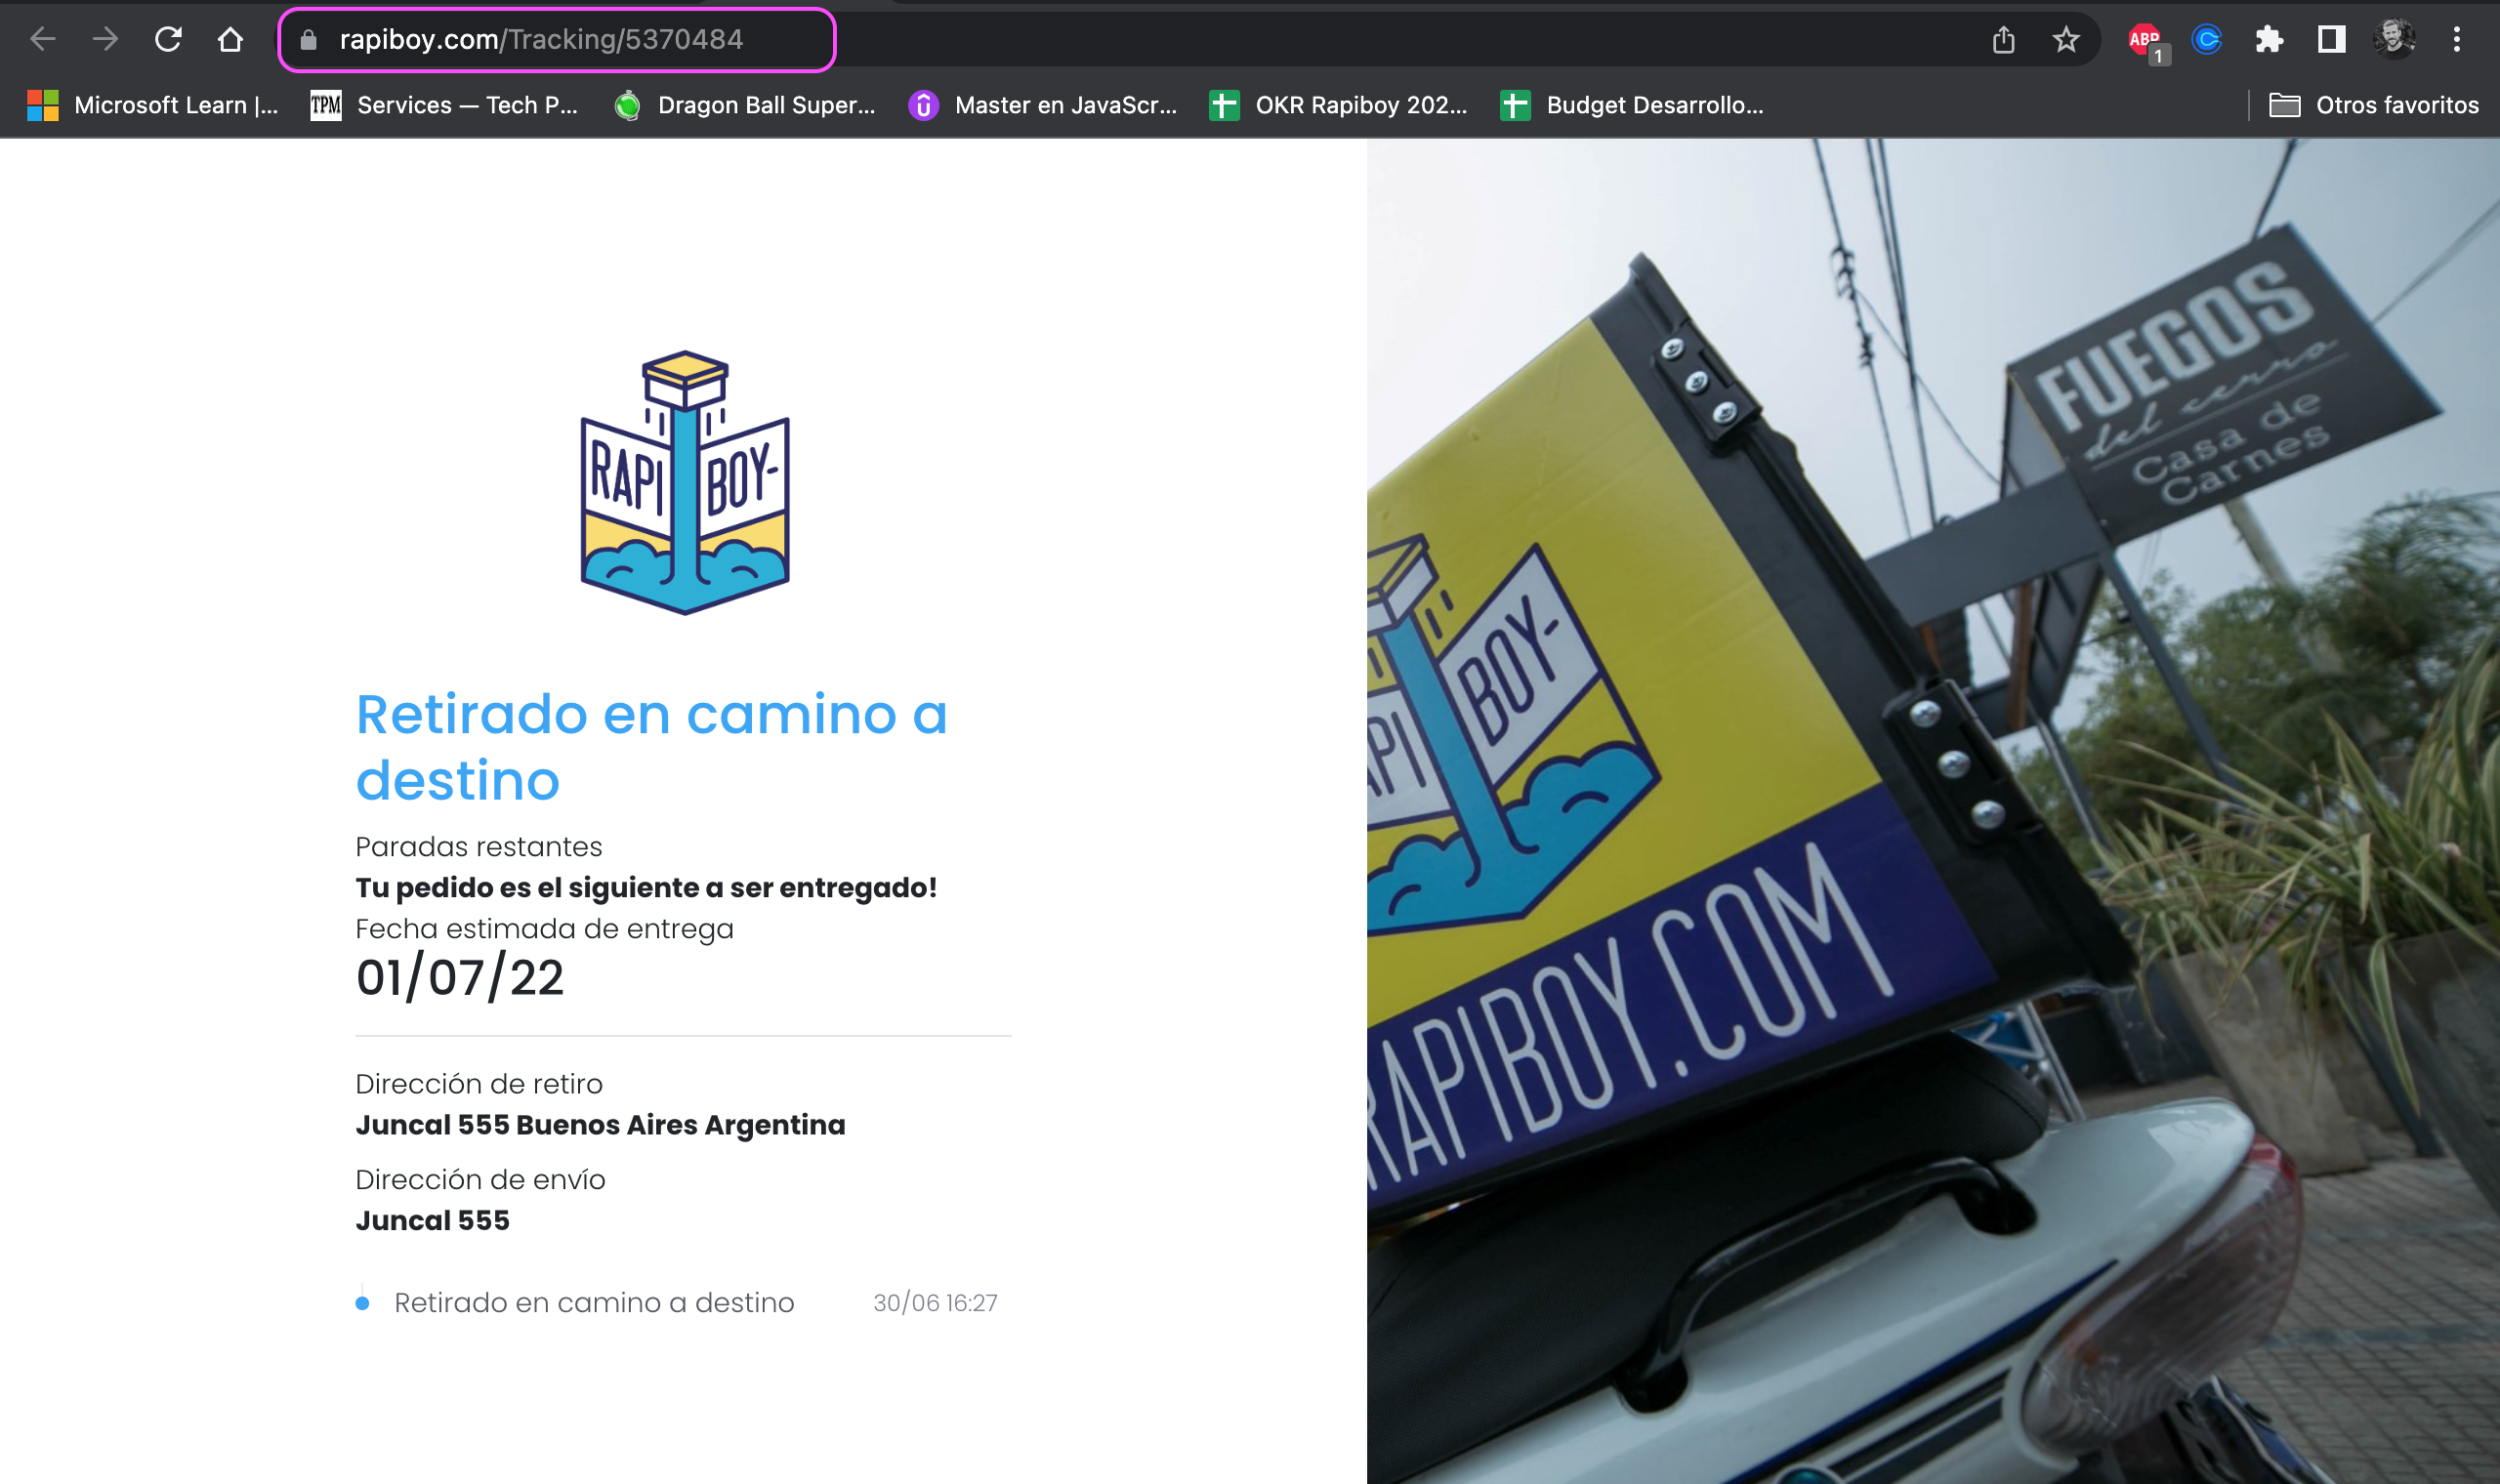 rapiboy.com/Tracking/5370484
ABP
1
Microsoft Learn |...
TPM
Services — Tech P...
Dragon Ball Super...
Master en JavaScr...
OKR Rapiboy 202...
Budget Desarrollo...
Otros favoritos
RAPI BOY-
Retirado en camino a
destino
Paradas restantes
Tu pedido es el siguiente a ser entregado!
Fecha estimada de entrega
01/07/22
Dirección de retiro
Juncal 555 Buenos Aires Argentina
Dirección de envío
Juncal 555
Retirado en camino a destino 30/06 16:27
FUEGOS
del cerro
Casa de
Carnes
API BOY-
RAPIBOY.COM